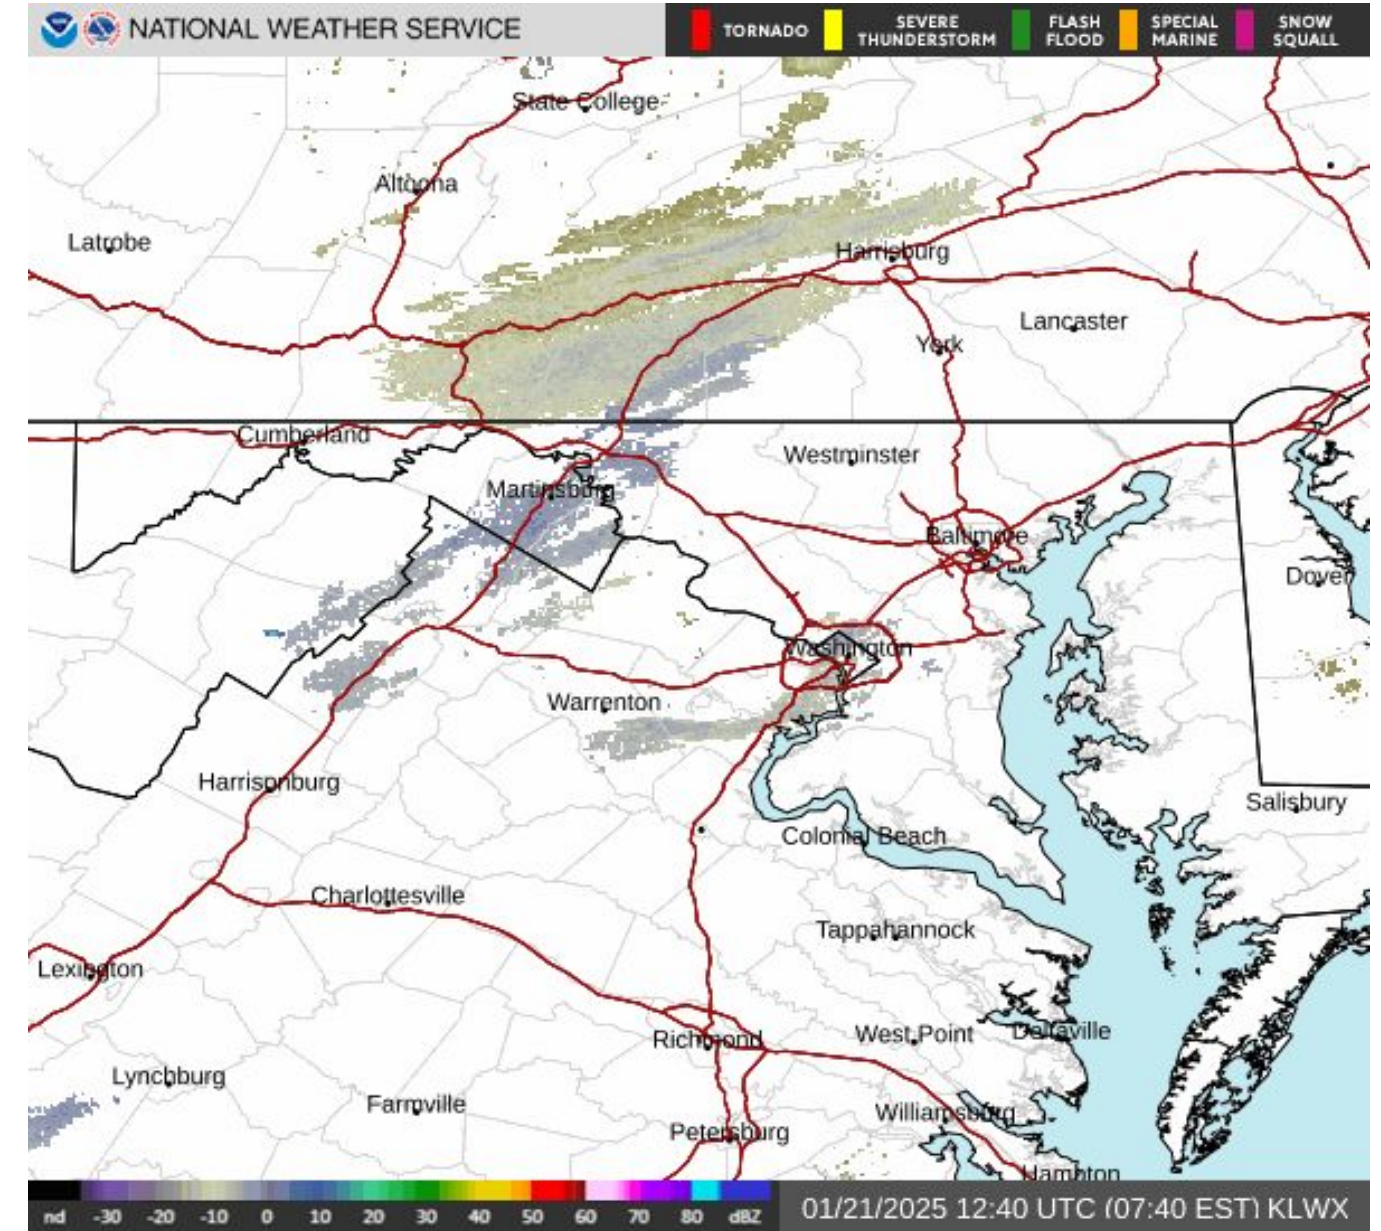 NATIONAL WEATHER SERVICE
TORNADO
SEVERE
THUNDERSTORM
FLASH
FLOOD
SPECIAL
MARINE
SNOW
SQUALL
State College
Altoona
Latrobe
Harrisburg
Lancaster
York
Cumberland
Westminster
Martinsburg
Baltimore
Dover
Washington
Warrenton
Harrisonburg
Salisbury
Colonial Beach
Charlottesville
Tappahannock
Lexington
Richmond
West Point
Deltaville
Lynchburg
Farmville
Williamsburg
Petersburg
Hampton
nd -30 -20 -10 0 10 20 30 40 50 60 70 80 dBZ
01/21/2025 12:40 UTC (07:40 EST) KLWX